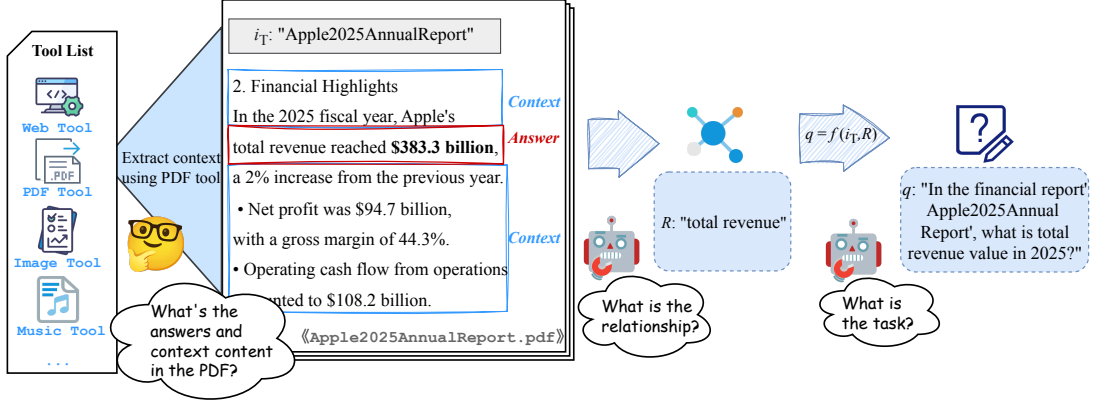 Tool List
Web Tool
.PDF
PDF Tool
Image Tool
Music Tool
...
Extract context
using PDF tool
What's the
answers and
context content
in the PDF?
i_T: "Apple2025AnnualReport"
2. Financial Highlights
In the 2025 fiscal year, Apple's
total revenue reached $383.3 billion,
a 2% increase from the previous year.
• Net profit was $94.7 billion,
with a gross margin of 44.3%.
• Operating cash flow from operations
to $108.2 billion.
《Apple2025AnnualReport.pdf》
Context
Answer
Context
R: "total revenue"
What is the
relationship?
q = f(i_T,R)
What is
the task?
q: "In the financial report'
Apple2025Annual
Report', what is total
revenue value in 2025?"